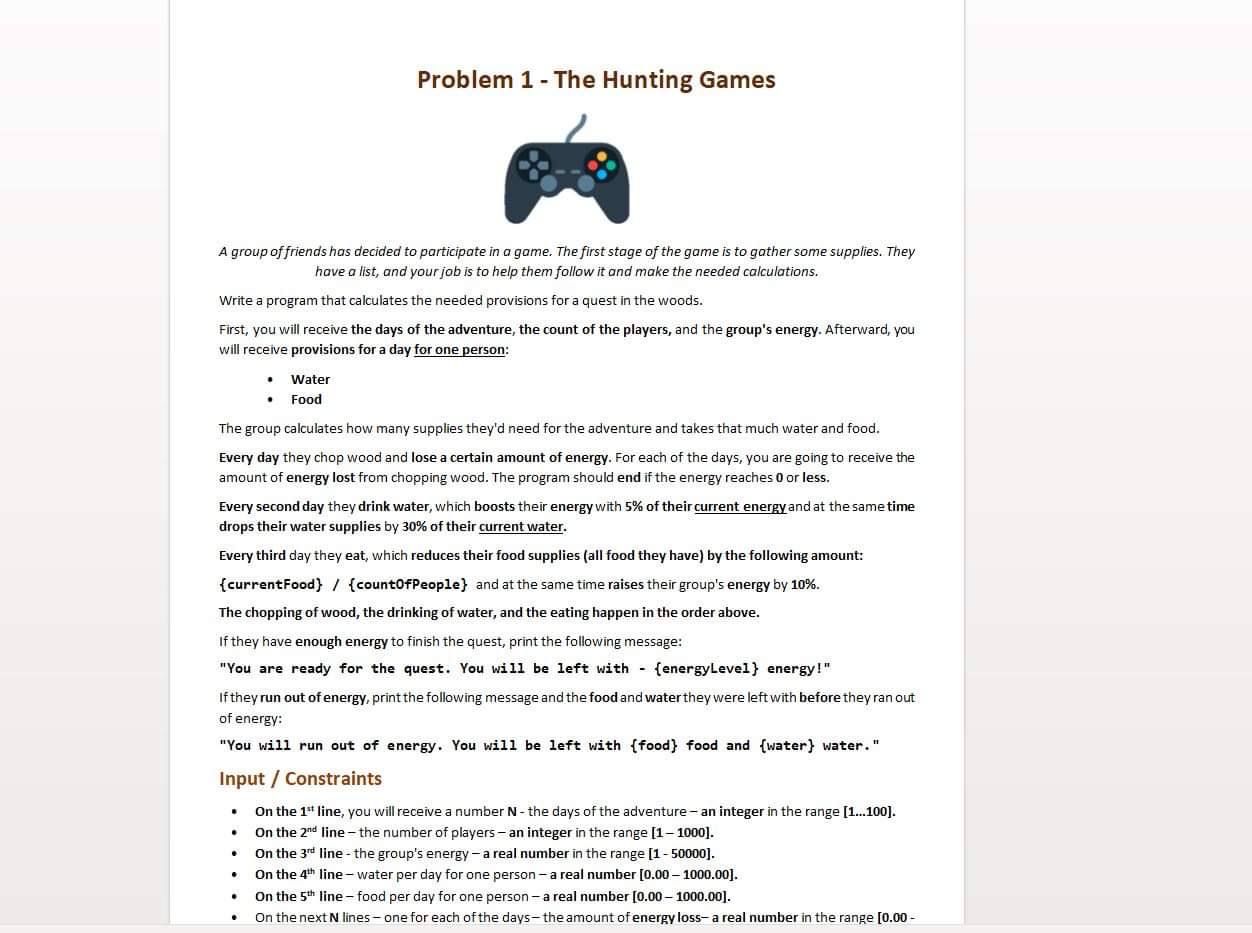 Problem 1 - The Hunting Games
A group of friends has decided to participate in a game. The first stage of the game is to gather some supplies. They
have a list, and your job is to help them follow it and make the needed calculations.
Write a program that calculates the needed provisions for a quest in the woods.
First, you will receive the days of the adventure, the count of the players, and the group's energy. Afterward, you
will receive provisions for a day for one person:
• Water
• Food
The group calculates how many supplies they'd need for the adventure and takes that much water and food.
Every day they chop wood and lose a certain amount of energy. For each of the days, you are going to receive the
amount of energy lost from chopping wood. The program should end if the energy reaches 0 or less.
Every second day they drink water, which boosts their energy with 5% of their current energy and at the same time
drops their water supplies by 30% of their current water.
Every third day they eat, which reduces their food supplies (all food they have) by the following amount:
{currentFood} / {countOfPeople} and at the same time raises their group's energy by 10%.
The chopping of wood, the drinking of water, and the eating happen in the order above.
If they have enough energy to finish the quest, print the following message:
"You are ready for the quest. You will be left with - {energyLevel} energy!"
If they run out of energy, print the following message and the food and water they were left with before they ran out
of energy:
"You will run out of energy. You will be left with {food} food and {water} water."
Input / Constraints
• On the 1st line, you will receive a number N - the days of the adventure – an integer in the range [1…100].
• On the 2nd line – the number of players – an integer in the range [1 – 1000].
• On the 3rd line - the group's energy – a real number in the range [1 - 50000].
• On the 4th line – water per day for one person – a real number [0.00 – 1000.00].
• On the 5th line – food per day for one person – a real number [0.00 – 1000.00].
• On the next N lines – one for each of the days – the amount of energy loss– a real number in the range [0.00 -